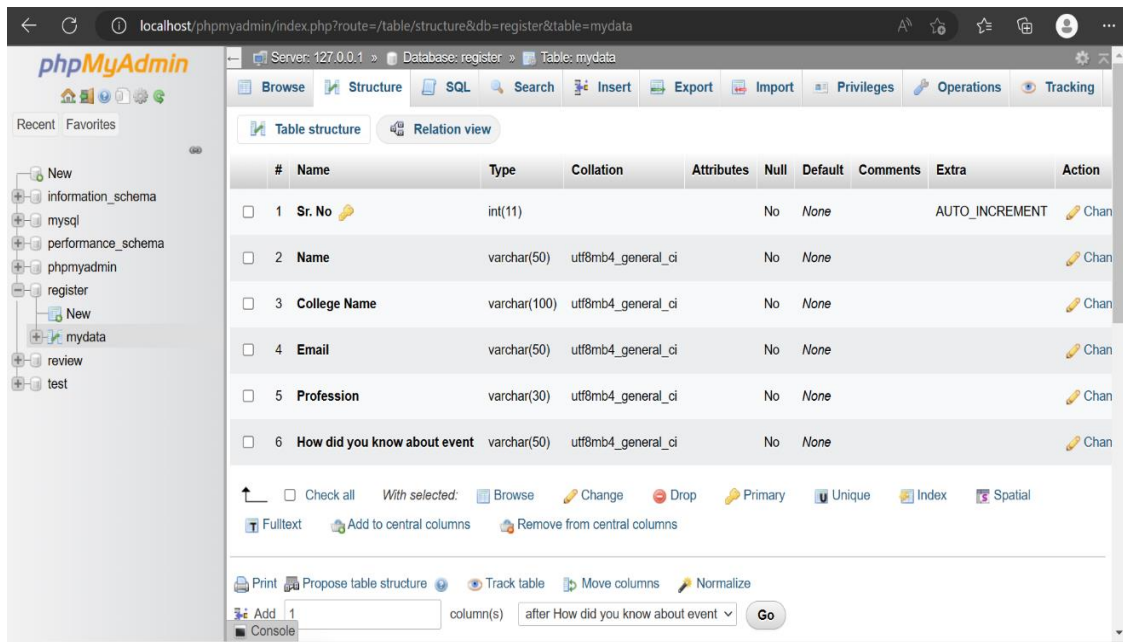 localhost/phpmyadmin/index.php?route=/table/structure&db=register&table=mydata
phpMyAdmin
Recent Favorites
New
information_schema
mysql
performance_schema
phpmyadmin
register
New
mydata
review
test
Server: 127.0.0.1 » Database: register » Table: mydata
Browse Structure SQL Search Insert Export Import Privileges Operations Tracking
Table structure Relation view
# Name Type Collation Attributes Null Default Comments Extra Action
1 Sr. No int(11) No None AUTO_INCREMENT Chan
2 Name varchar(50) utf8mb4_general_ci No None Chan
3 College Name varchar(100) utf8mb4_general_ci No None Chan
4 Email varchar(50) utf8mb4_general_ci No None Chan
5 Profession varchar(30) utf8mb4_general_ci No None Chan
6 How did you know about event varchar(50) utf8mb4_general_ci No None Chan
Check all With selected: Browse Change Drop Primary Unique Index Spatial
Fulltext Add to central columns Remove from central columns
Print Propose table structure Track table Move columns Normalize
Add 1 column(s) after How did you know about event Go
Console